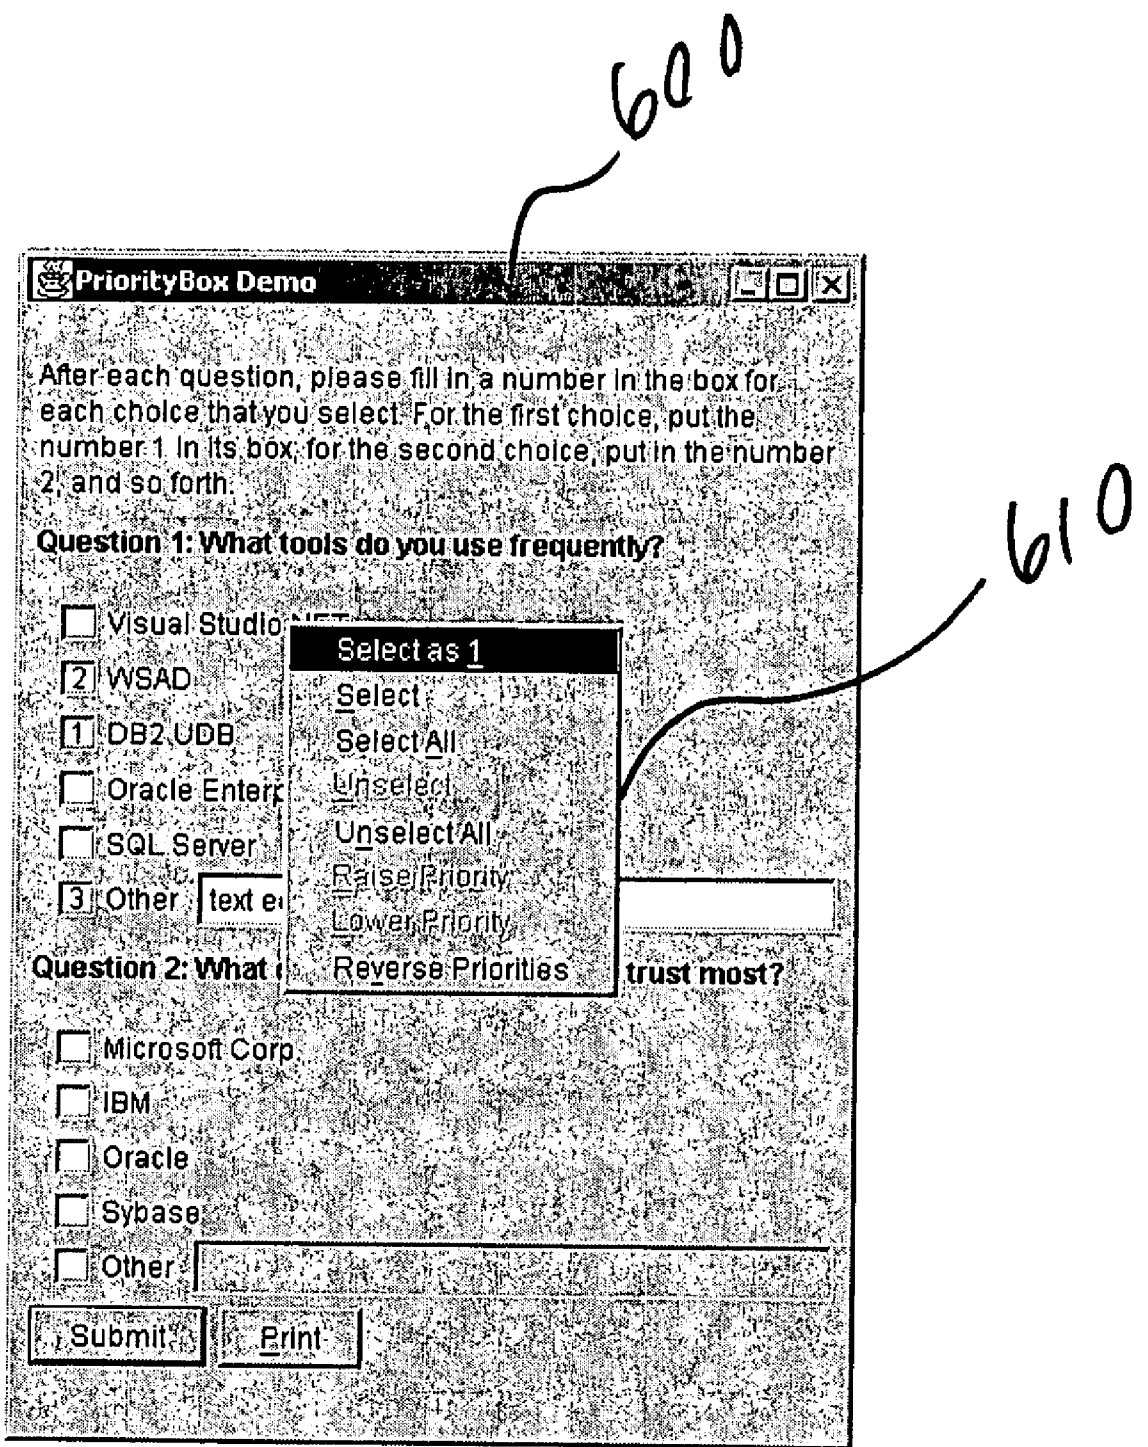 600
PriorityBox Demo
After each question, please fill in a number in the box for
each choice that you select. For the first choice, put the
number 1 in its box, for the second choice, put in the number
2, and so forth.
610
Question 1: What tools do you use frequently?
Visual Studio .NET
2 WSAD
1 DB2 UDB
Oracle Enterp
SQL Server
3 Other text e
Select as 1
Select
Select All
Unselect
Unselect All
Raise Priority
Lower Priority
Reverse Priorities
Question 2: What trust most?
Microsoft Corp.
IBM
Oracle
Sybase
Other
Submit Print